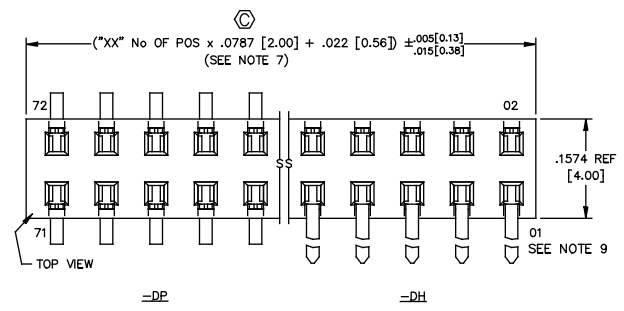 C
("XX" No OF POS x .0787 [2.00] + .022 [0.56]) ±.005[0.13]
.015[0.38]
(SEE NOTE 7)
72
02
.1574 REF
[4.00]
SS
71
01
SEE NOTE 9
TOP VIEW
-DP
-DH